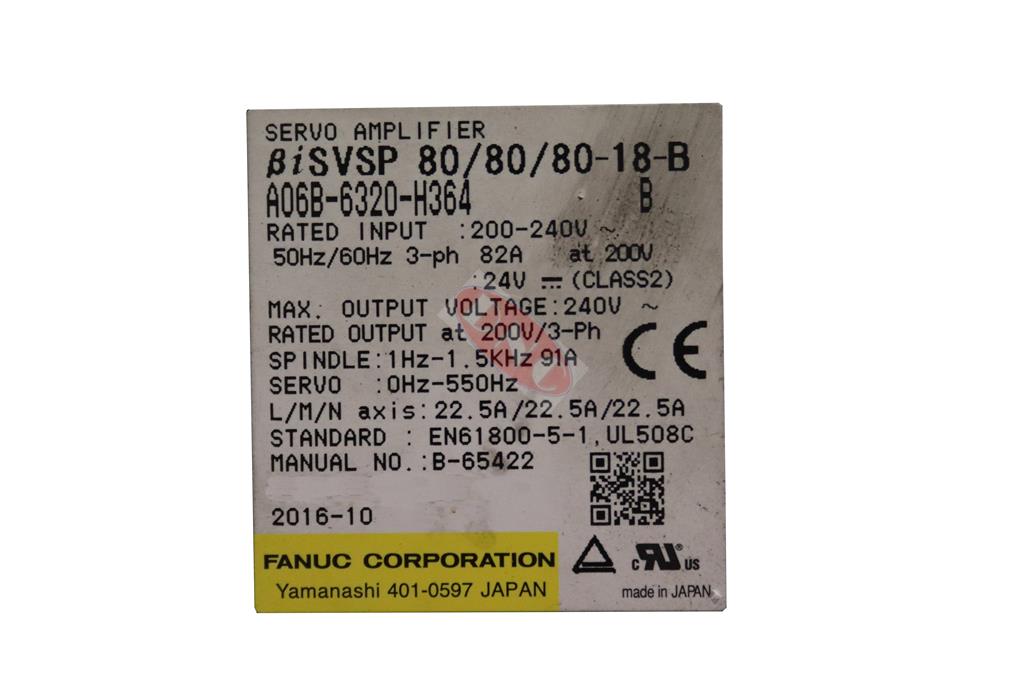 SERVO AMPLIFIER
βiSVSP 80/80/80-18-B
A06B-6320-H364 B
RATED INPUT :200-240V ~
50Hz/60Hz 3-ph 82A at 200V
:24V ⎓ (CLASS2)
MAX. OUTPUT VOLTAGE:240V ~
RATED OUTPUT at 200V/3-Ph
SPINDLE:1Hz-1.5KHz 91A
SERVO :0Hz-550Hz
L/M/N axis:22.5A/22.5A/22.5A
STANDARD : EN61800-5-1,UL508C
MANUAL NO.:B-65422
CE
2016-10
FANUC CORPORATION
Yamanashi 401-0597 JAPAN
c RU® US
made in JAPAN